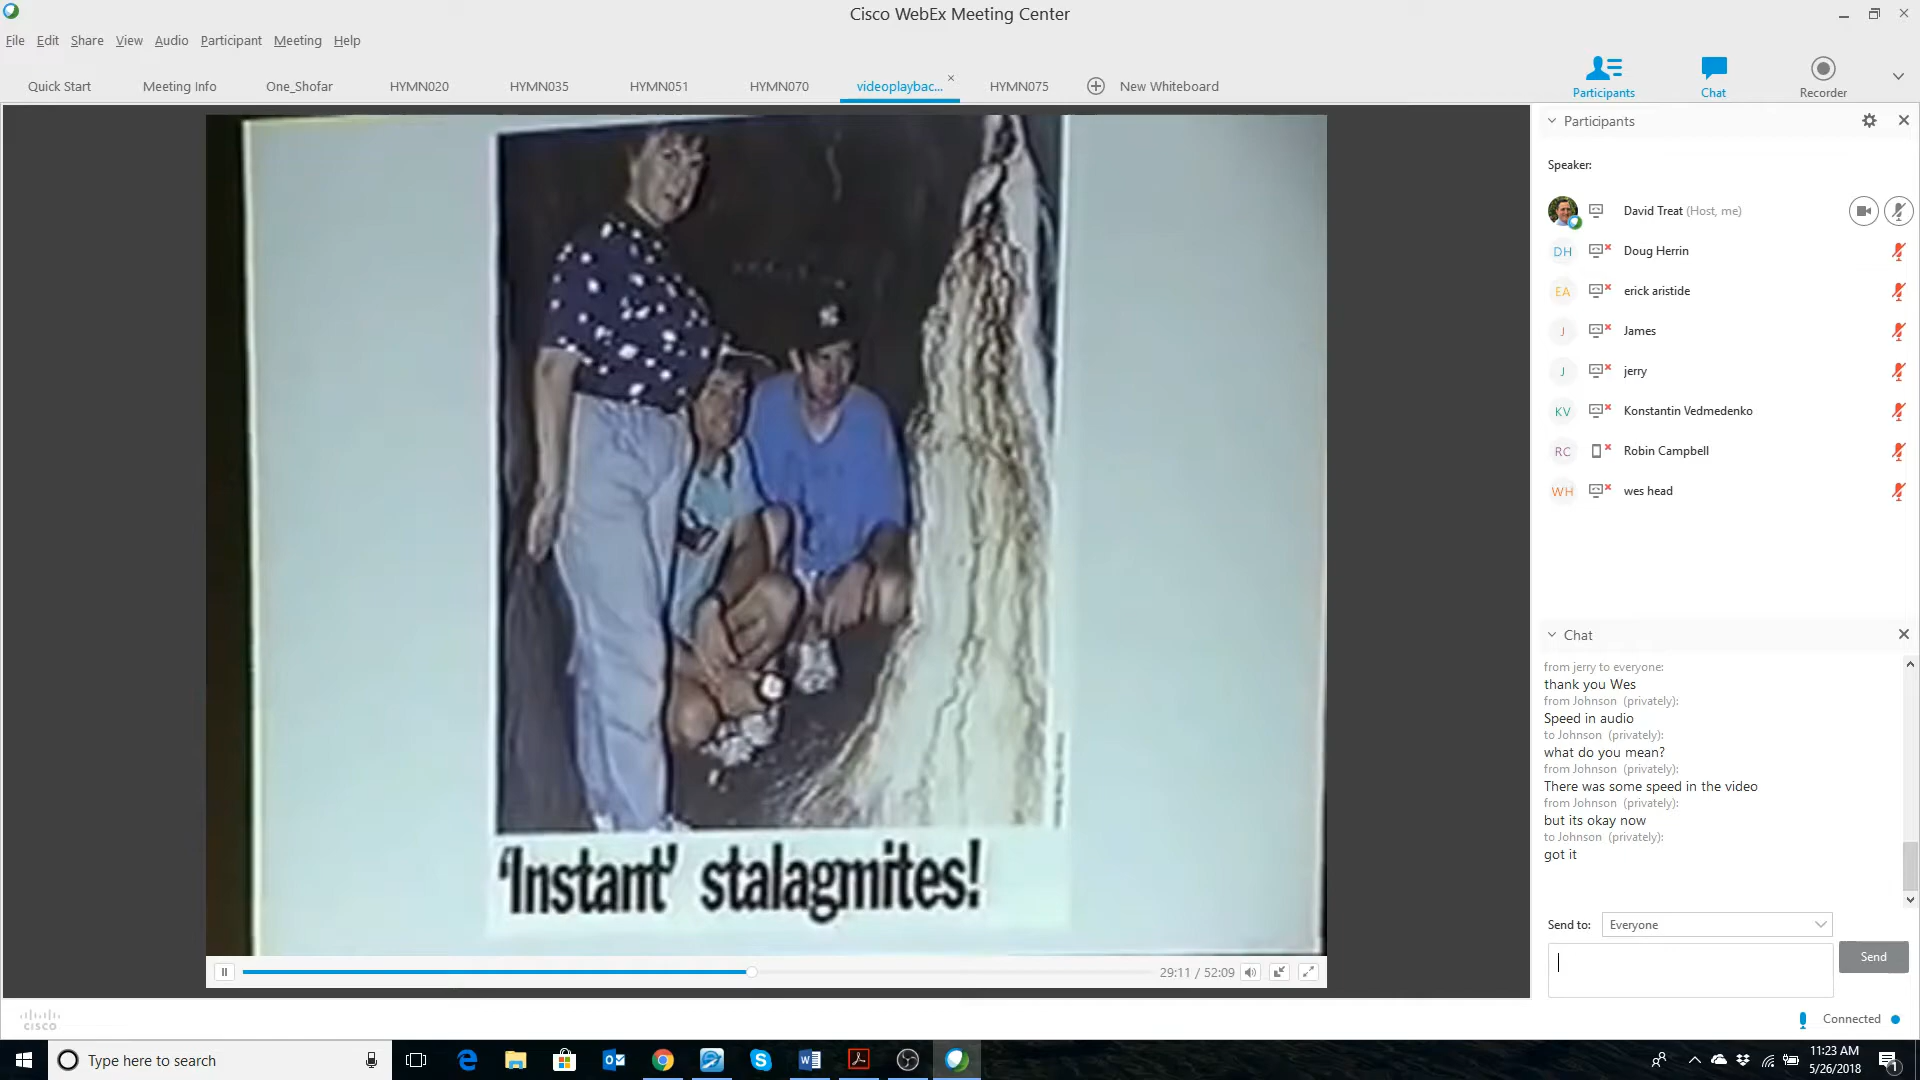 Cisco WebEx Meeting Center
File Edit Share View Audio Participant Meeting Help
Quick Start Meeting Info One_Shofar HYMN020 HYMN035 HYMN051 HYMN070 videoplaybac... HYMN075 New Whiteboard
Participants Chat Recorder
Participants
Speaker:
David Treat (Host, me)
DH Doug Herrin
EA erick aristide
J James
J jerry
KV Konstantin Vedmedenko
RC Robin Campbell
WH wes head
'Instant' stalagmites!
29:11 / 52:09
Chat
from jerry to everyone:
thank you Wes
from Johnson (privately):
Speed in audio
to Johnson (privately):
what do you mean?
from Johnson (privately):
There was some speed in the video
from Johnson (privately):
but its okay now
to Johnson (privately):
got it
Send to: Everyone
Send
CISCO
Connected
Type here to search
11:23 AM
5/26/2018
1